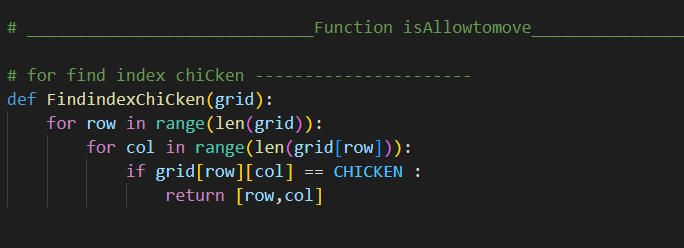 # _____________________________Function isAllowtomove________________
# for find index chiCken ----------------------
def FindindexChiCken(grid):
    for row in range(len(grid)):
        for col in range(len(grid[row])):
            if grid[row][col] == CHICKEN :
                return [row,col]